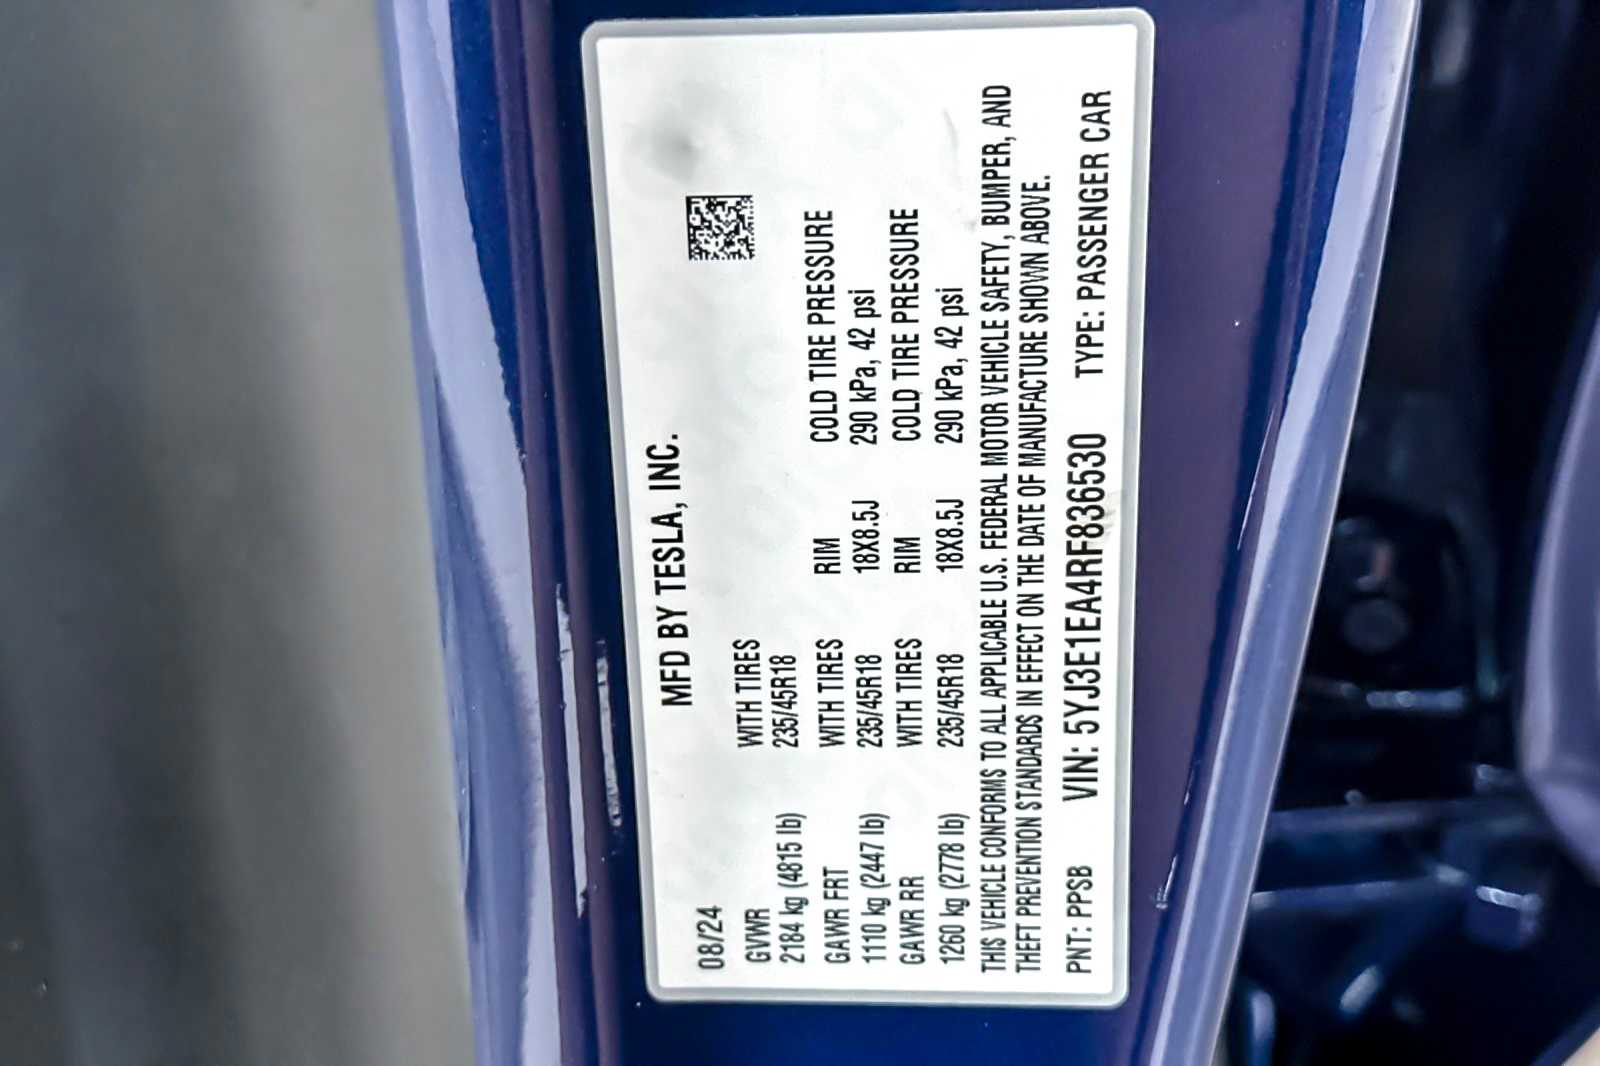 MFD BY TESLA, INC.
08/24
GVWR WITH TIRES
2184 kg (4815 lb) 235/45R18
GAWR FRT WITH TIRES RIM COLD TIRE PRESSURE
1110 kg (2447 lb) 235/45R18 18X8.5J 290 kPa, 42 psi
GAWR RR WITH TIRES RIM COLD TIRE PRESSURE
1260 kg (2778 lb) 235/45R18 18X8.5J 290 kPa, 42 psi
THIS VEHICLE CONFORMS TO ALL APPLICABLE U.S. FEDERAL MOTOR VEHICLE SAFETY, BUMPER, AND
THEFT PREVENTION STANDARDS IN EFFECT ON THE DATE OF MANUFACTURE SHOWN ABOVE.
PNT: PPSB VIN: 5YJ3E1EA4RF836530 TYPE: PASSENGER CAR